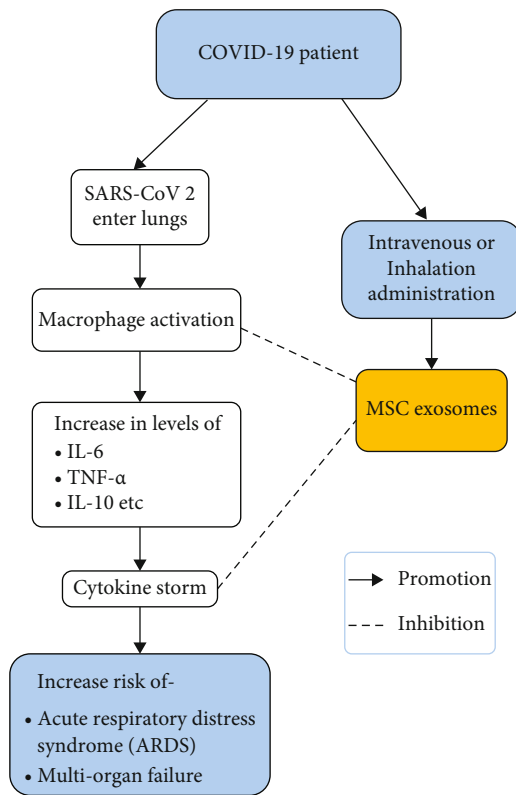 COVID-19 patient
SARS-CoV 2
enter lungs
Intravenous or
Inhalation
administration
Macrophage activation
MSC exosomes
Increase in levels of
• IL-6
• TNF-α
• IL-10 etc
Cytokine storm
Promotion
Inhibition
Increase risk of-
• Acute respiratory distress
syndrome (ARDS)
• Multi-organ failure